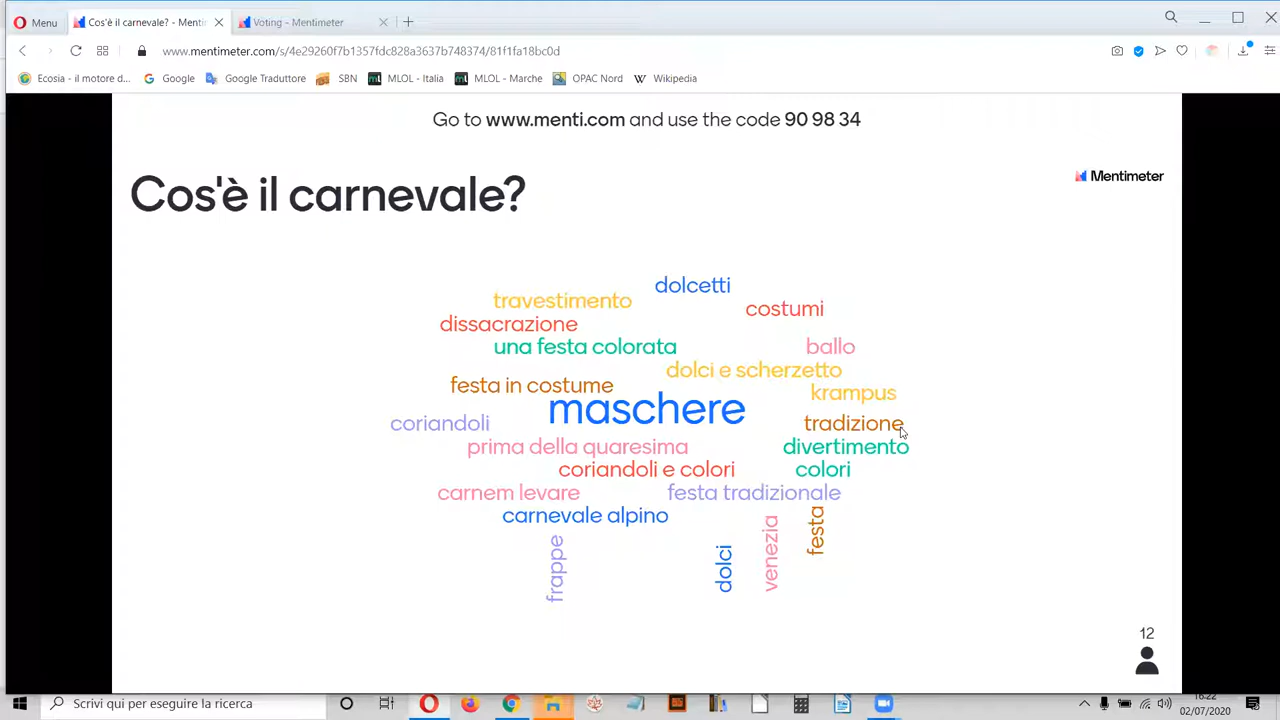 Menu
Cos'è il carnevale? - Menti
Voting - Mentimeter
www.mentimeter.com/s/4e29260f7b1357fdc828a3637b748374/81f1fa18bc0d
Ecosia - il motore d...
Google
Google Traduttore
SBN
MLOL - Italia
MLOL - Marche
OPAC Nord
Wikipedia
Go to www.menti.com and use the code 90 98 34
Mentimeter
Cos'è il carnevale?
dolcetti
travestimento
costumi
dissacrazione
una festa colorata
ballo
dolci e scherzetto
festa in costume
krampus
maschere
coriandoli
tradizione
prima della quaresima
divertimento
coriandoli e colori
colori
carnem levare
festa tradizionale
carnevale alpino
frappe
dolci
venezia
festa
12
Scrivi qui per eseguire la ricerca
16:22
02/07/2020